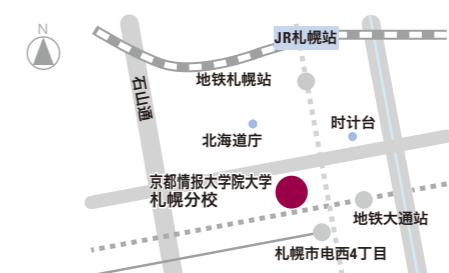 N
JR札幌站
地铁札幌站
石山通
时计台
北海道厅
京都情报大学院大学
札幌分校
地铁大通站
札幌市电西4丁目